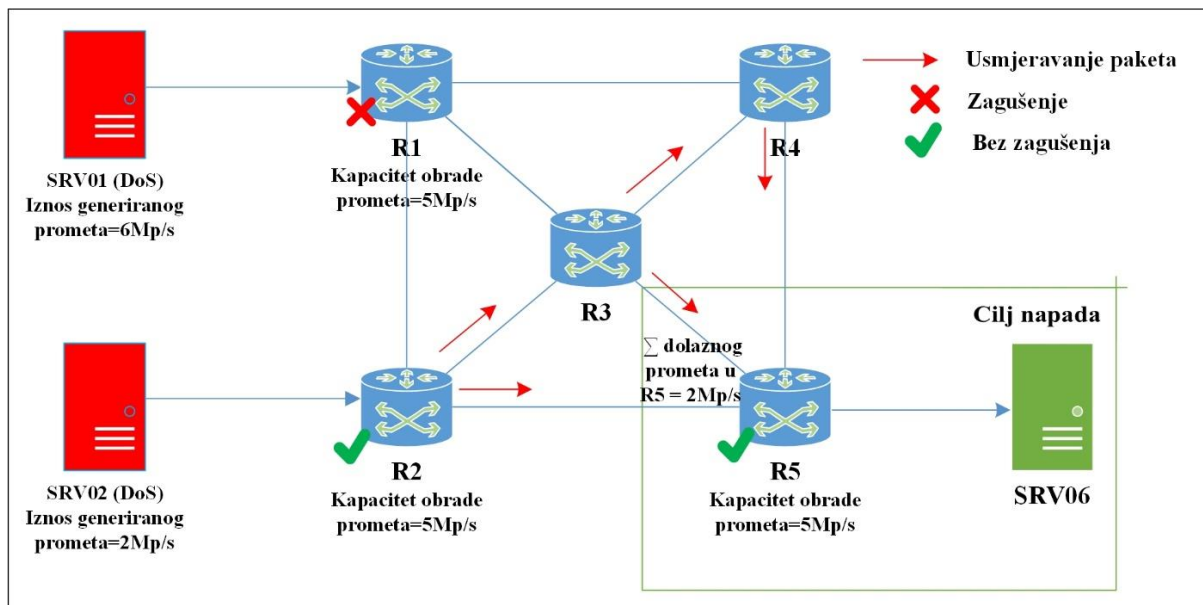 Usmjeravanje paketa
Zagušenje
Bez zagušenja
R1
Kapacitet obrade
prometa=5Mp/s
R4
SRV01 (DoS)
Iznos generiranog
prometa=6Mp/s
R3
Cilj napada
∑ dolaznog
prometa u
R5 = 2Mp/s
R2
Kapacitet obrade
prometa=5Mp/s
R5
Kapacitet obrade
prometa=5Mp/s
SRV06
SRV02 (DoS)
Iznos generiranog
prometa=2Mp/s